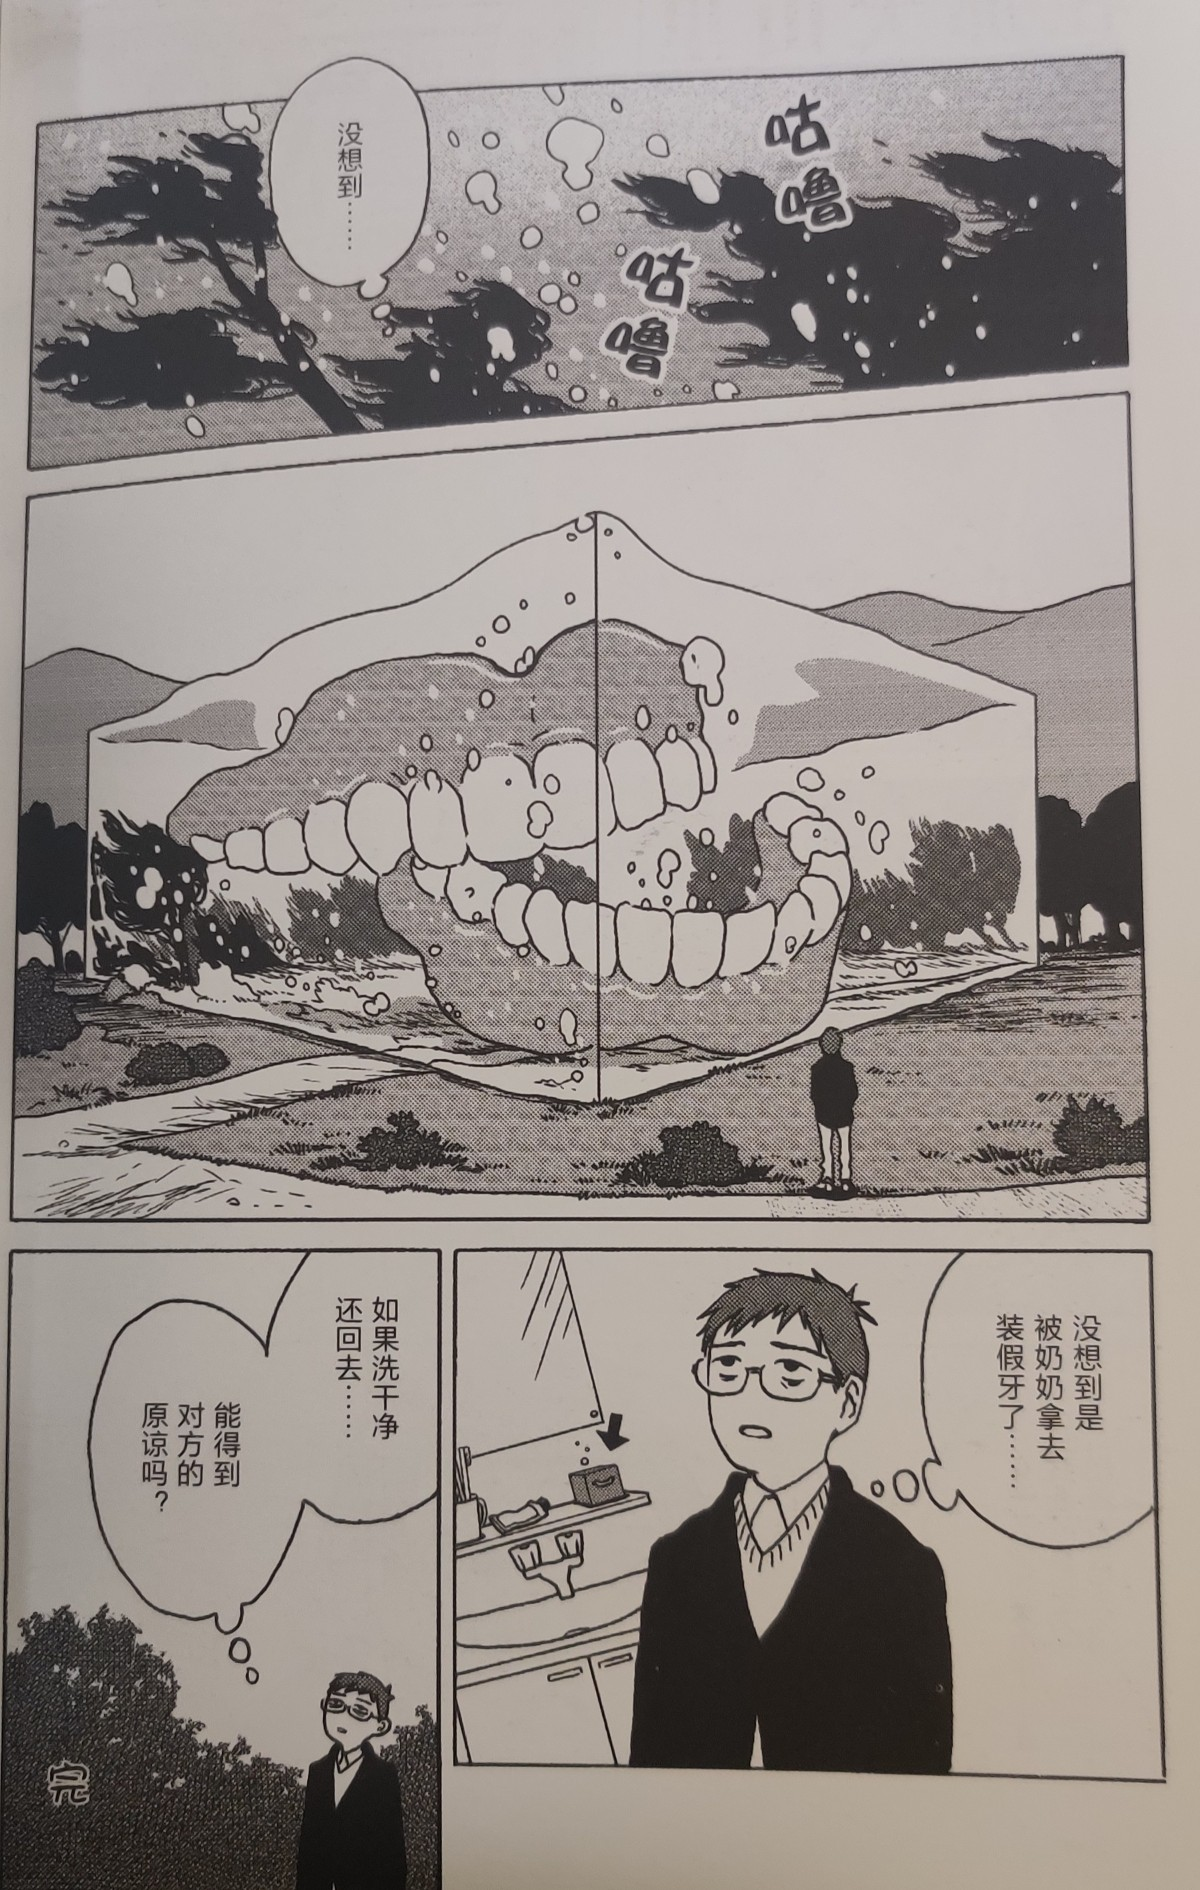 咕
噜
咕
噜
没想到……
没想到是
被奶奶拿去
装假牙了……
如果洗干净
还回去……
能得到
对方的
原谅吗？
完